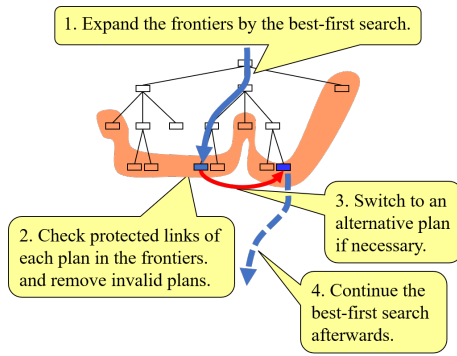 1. Expand the frontiers by the best-first search.
2. Check protected links of
each plan in the frontiers.
and remove invalid plans.
3. Switch to an
alternative plan
if necessary.
4. Continue the
best-first search
afterwards.